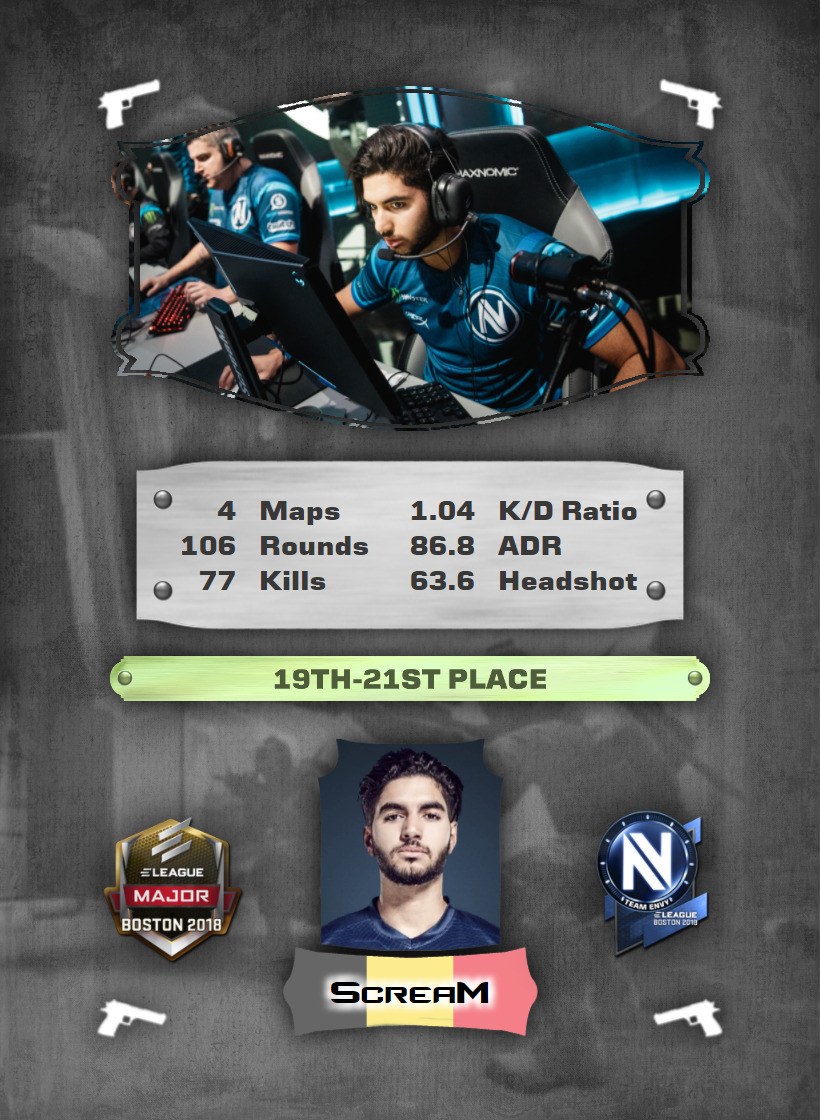 MAXNOMIC
4 Maps 1.04 K/D Ratio
106 Rounds 86.8 ADR
77 Kills 63.6 Headshot
19TH-21ST PLACE
ELEAGUE
MAJOR
BOSTON 2018
N
TEAM ENVY
ELEAGUE
BOSTON 2018
SCREAM